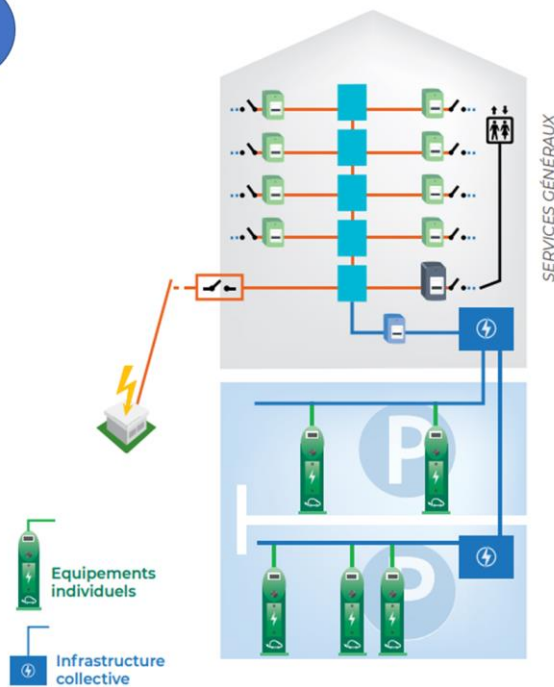 SERVICES GÉNÉRAUX
P
P
Equipements
individuels
Infrastructure
collective